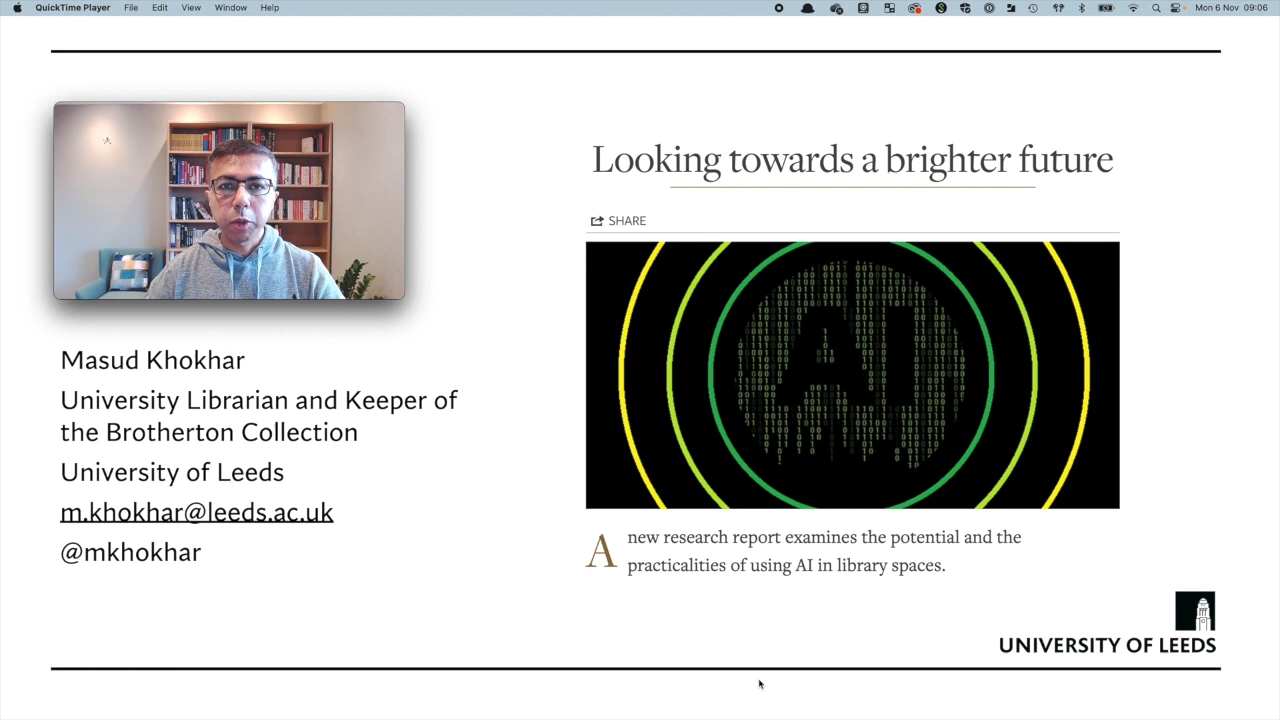 QuickTime Player File Edit View Window Help Mon 6 Nov 09:06
Looking towards a brighter future
SHARE
AI
Masud Khokhar
University Librarian and Keeper of
the Brotherton Collection
University of Leeds
m.khokhar@leeds.ac.uk
@mkhokhar
A new research report examines the potential and the
practicalities of using AI in library spaces.
UNIVERSITY OF LEEDS